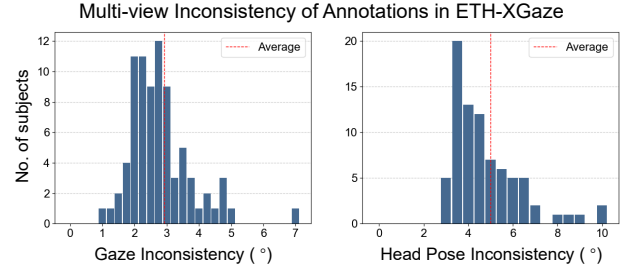 Multi-view Inconsistency of Annotations in ETH-XGaze
No. of subjects
12
10
8
6
4
2
0
Average
0 1 2 3 4 5 6 7
Gaze Inconsistency ( °)
20
15
10
5
0
Average
0 2 4 6 8 10
Head Pose Inconsistency ( °)